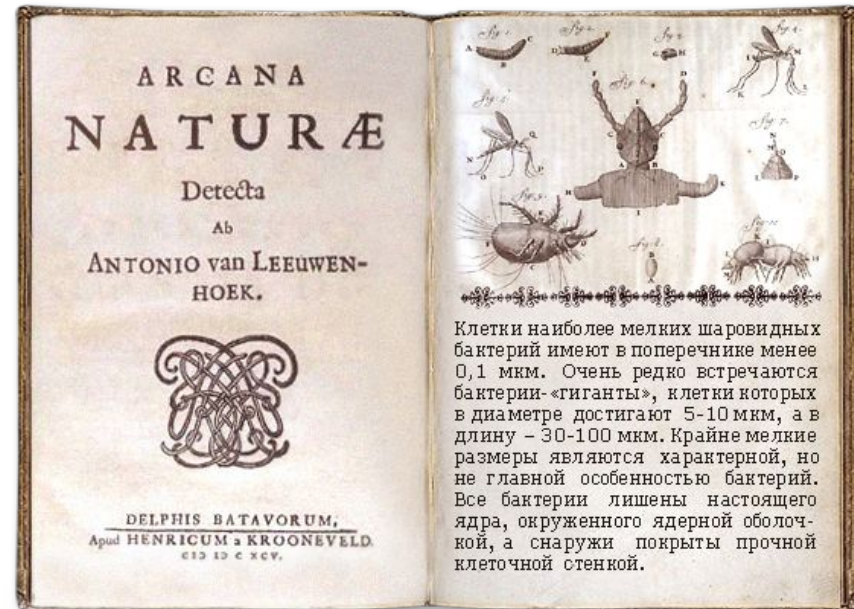 ARCANA
NATURÆ
Detecta
Ab
ANTONIO van LEEUWEN-
HOEK.
DELPHIS BATAVORUM,
Apud HENRICUM a KROONEVELD.
CIƆ IƆ C XCV.
Клетки наиболее мелких шаровидных
бактерий имеют в поперечнике менее
0,1 мкм. Очень редко встречаются
бактерии-«гиганты», клетки которых
в диаметре достигают 5-10 мкм, а в
длину – 30-100 мкм. Крайне мелкие
размеры являются характерной, но
не главной особенностью бактерий.
Все бактерии лишены настоящего
ядра, окруженного ядерной оболоч-
кой, а снаружи покрыты прочной
клеточной стенкой.